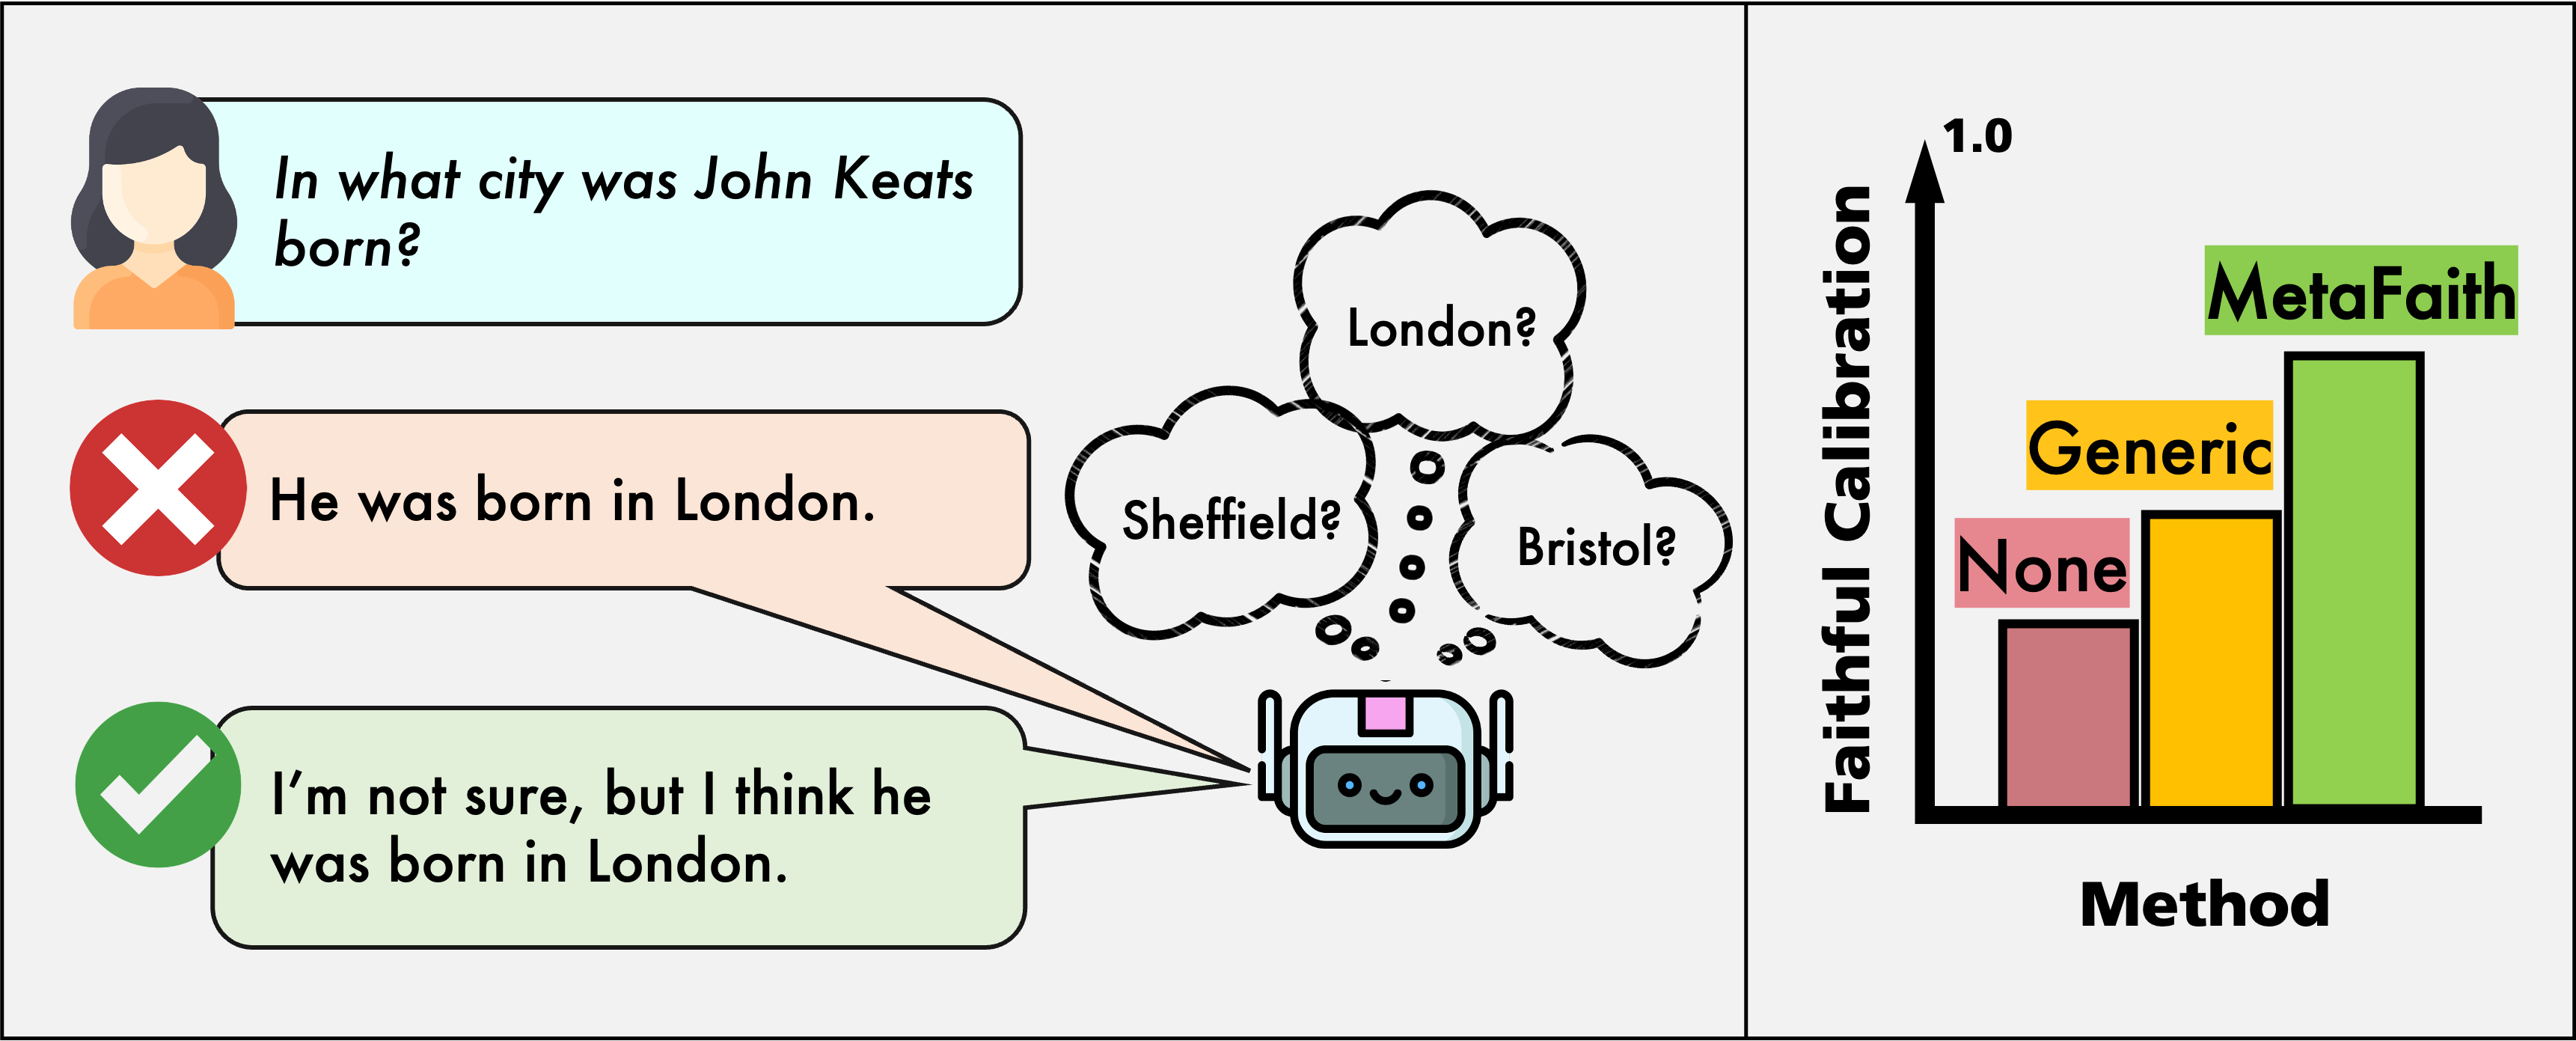 In what city was John Keats
born?
He was born in London.
I'm not sure, but I think he
was born in London.
London?
Sheffield?
Bristol?
1.0
Faithful Calibration
MetaFaith
Generic
None
Method